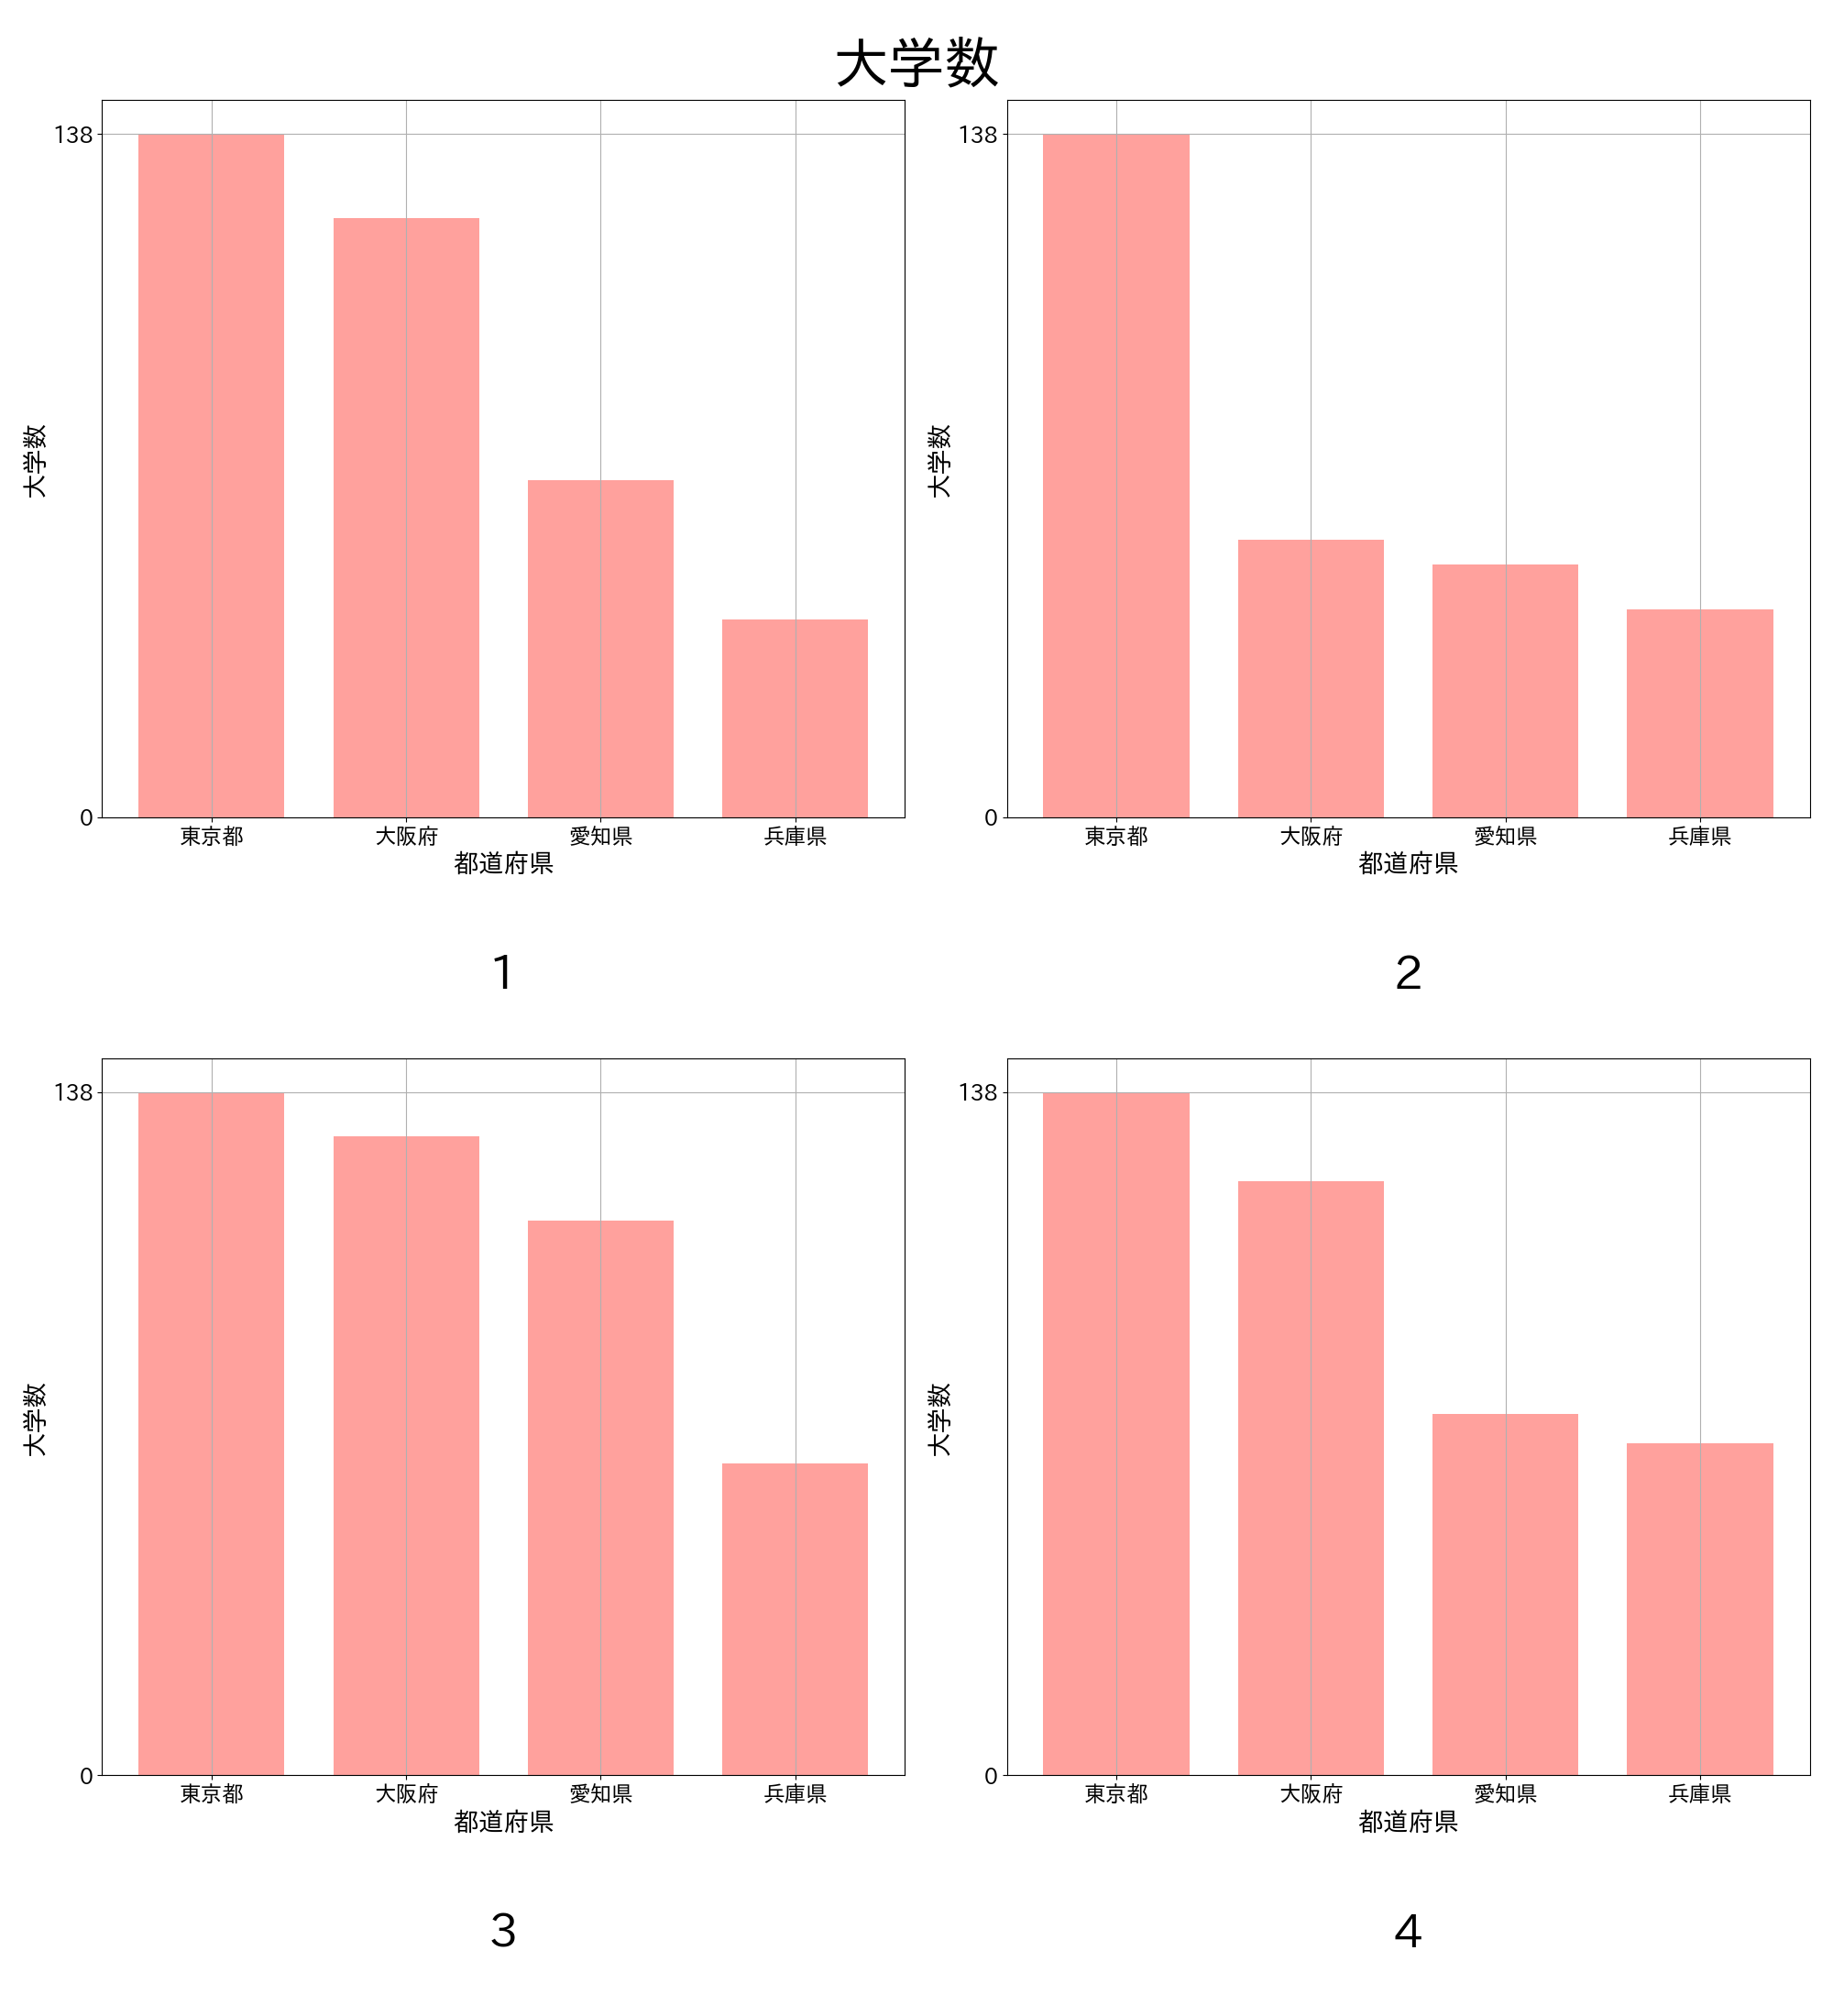 大学数
138
0
大学数
東京都 大阪府 愛知県 兵庫県
都道府県
1
138
0
大学数
東京都 大阪府 愛知県 兵庫県
都道府県
2
138
0
大学数
東京都 大阪府 愛知県 兵庫県
都道府県
3
138
0
大学数
東京都 大阪府 愛知県 兵庫県
都道府県
4